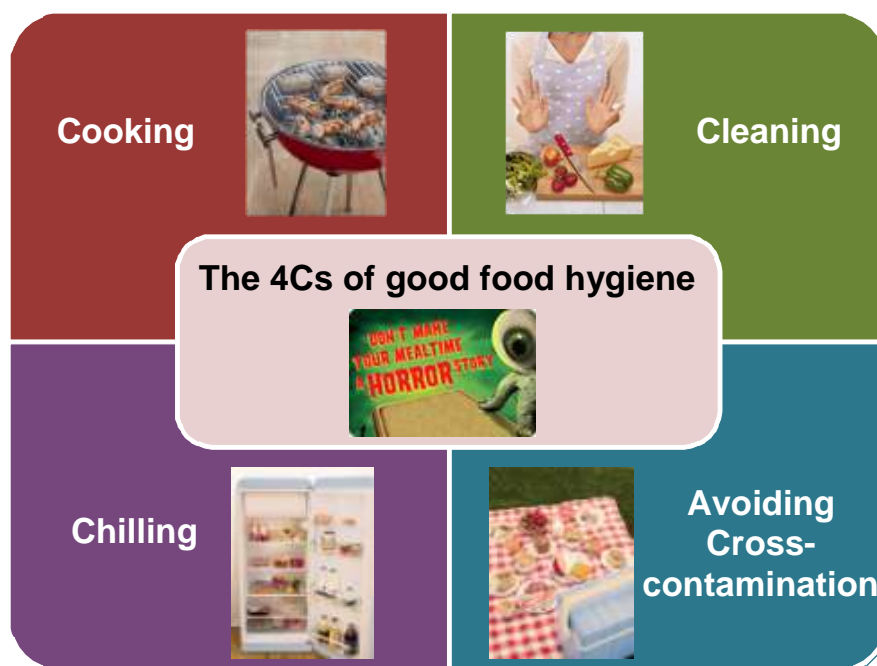 Cooking
Cleaning
The 4Cs of good food hygiene
DON'T MAKE
YOUR MEALTIME
A HORROR STORY
Chilling
Avoiding
Cross-
contamination